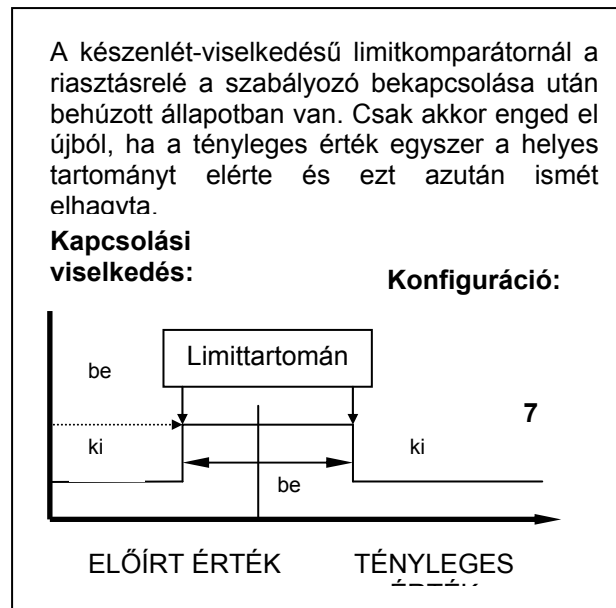 A készenlét-viselkedésű limitkomparátornál a
riasztásrelé a szabályozó bekapcsolása után
behúzott állapotban van. Csak akkor enged el
újból, ha a tényleges érték egyszer a helyes
tartományt elérte és ezt azután ismét
elhagyta.
Kapcsolási
viselkedés:
Konfiguráció:
Limittartomán
be
7
ki
ki
be
ELŐÍRT ÉRTÉK
TÉNYLEGES
ÉRTÉK